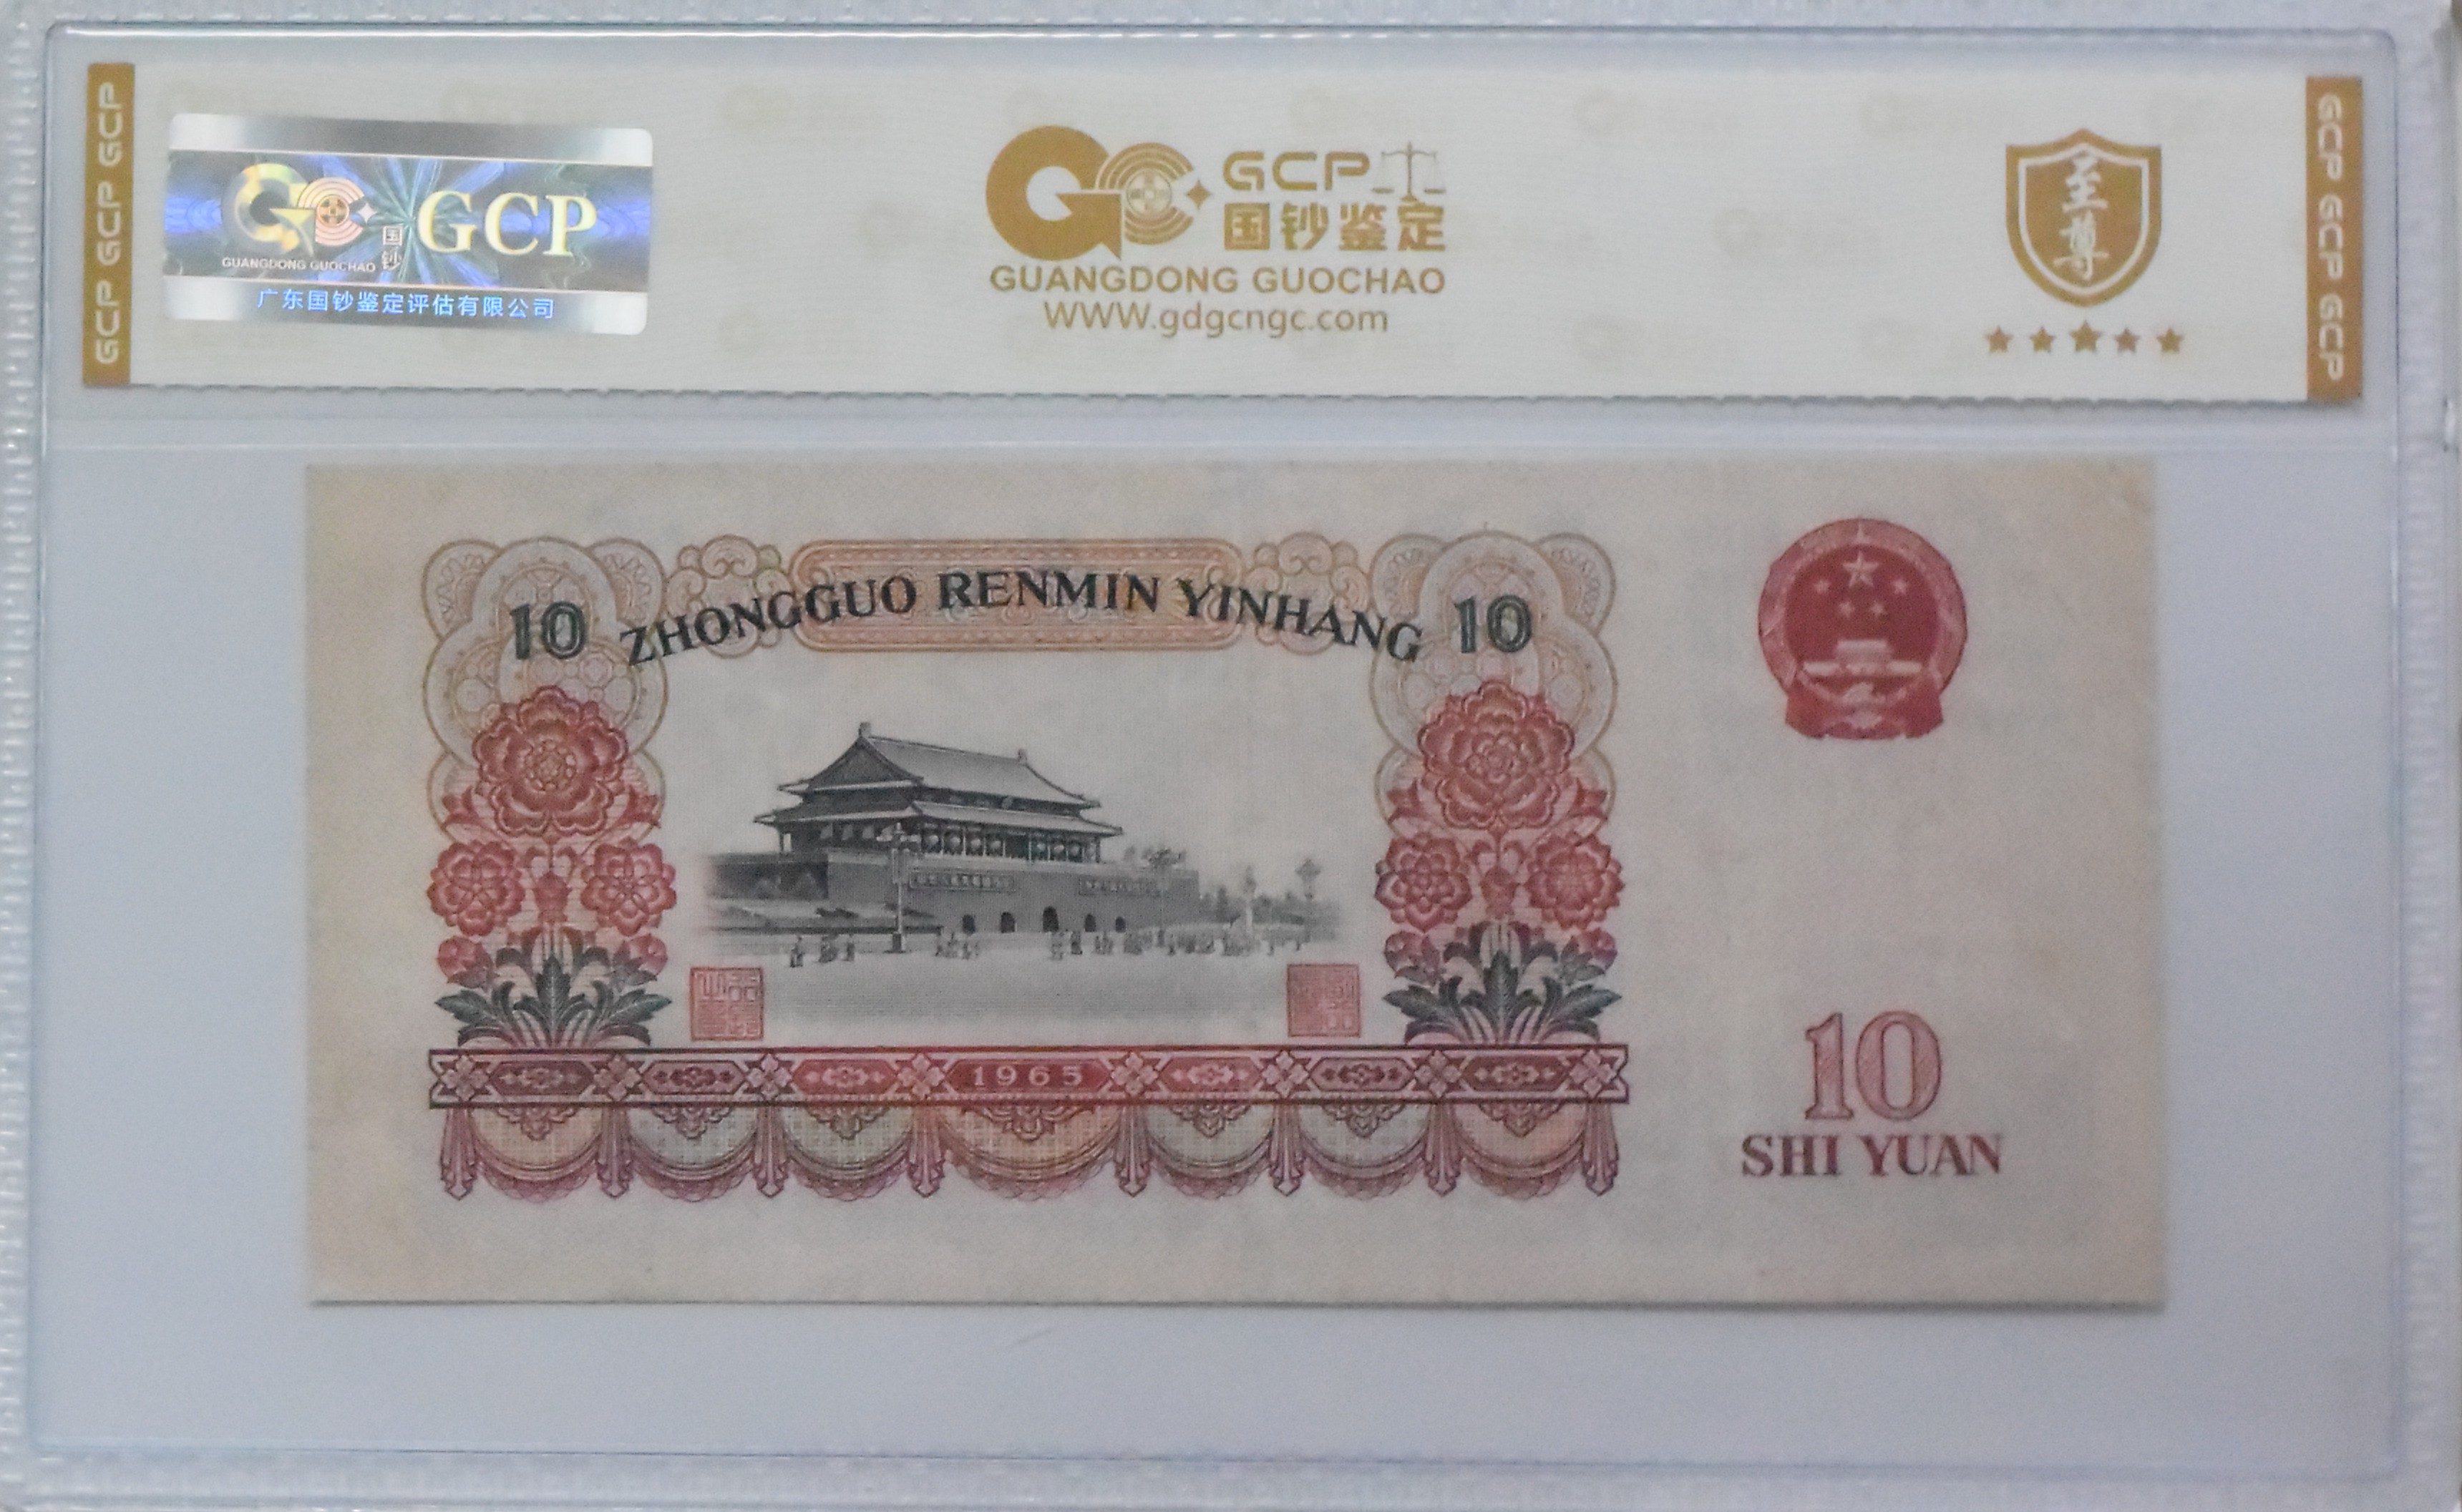 GCP GCP GCP
GUANGDONG GUOCHAO
国钞
GCP
广东国钞鉴定评估有限公司
GCP
国钞鉴定
GUANGDONG GUOCHAO
WWW.gdgcngc.com
至尊
GCP GCP GCP
10 ZHONGGUO RENMIN YINHANG 10
1965
10
SHI YUAN